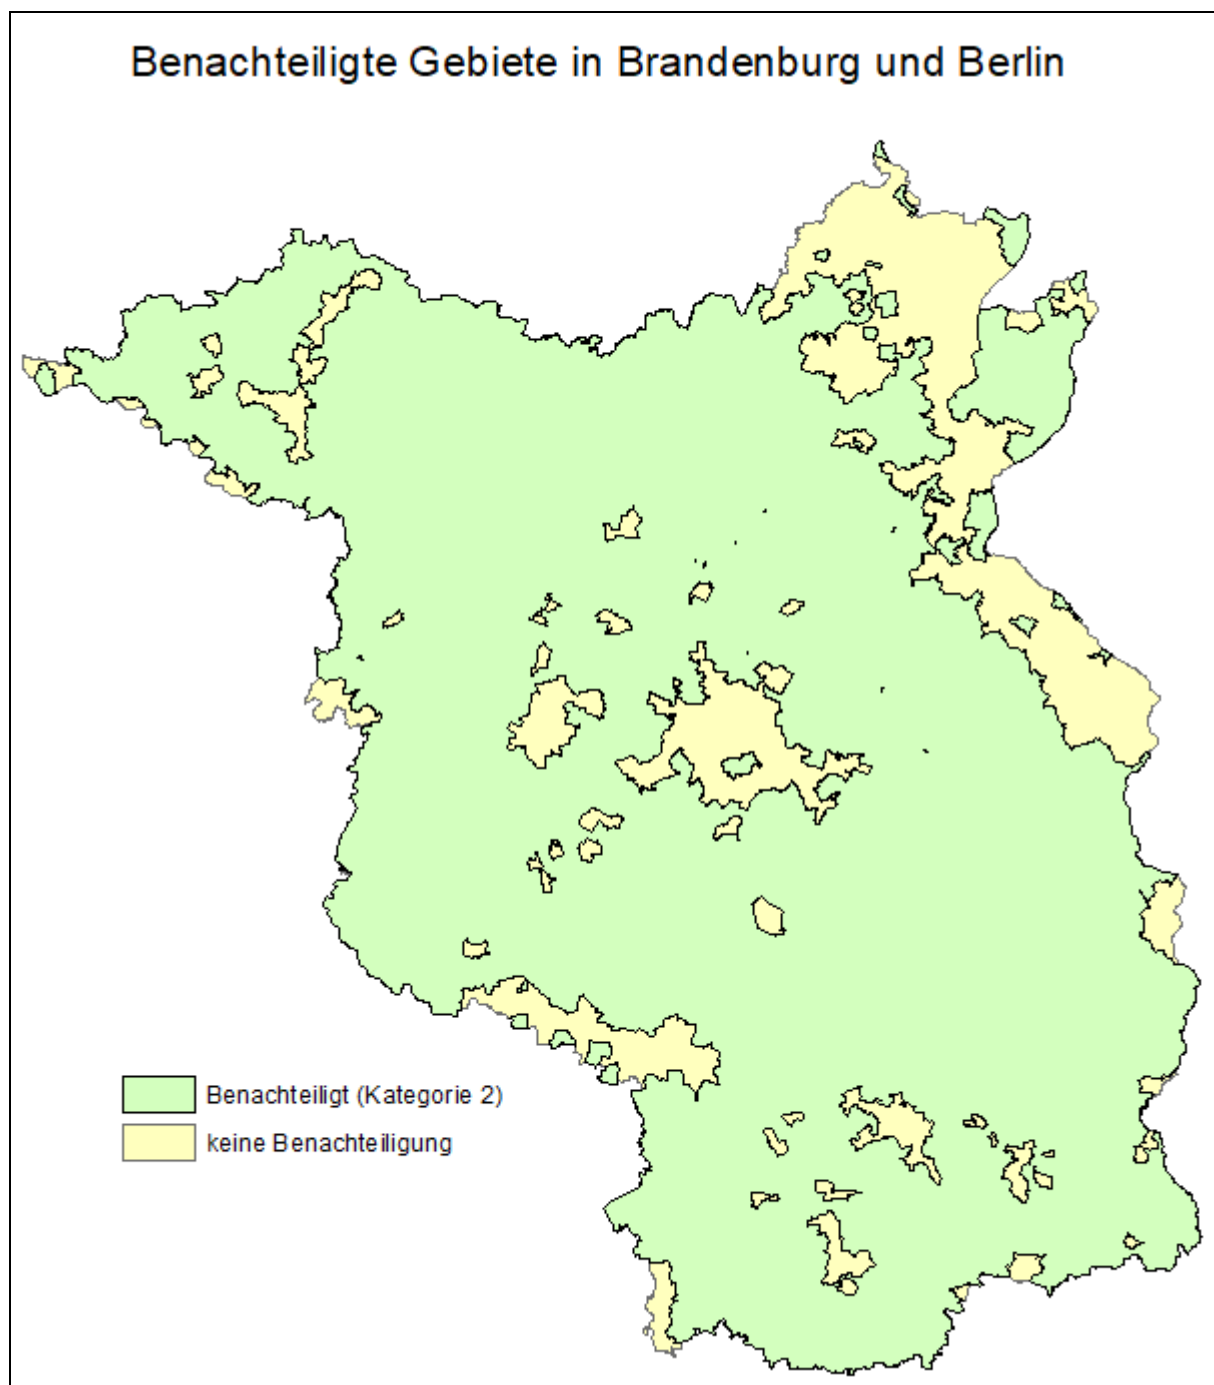 Benachteiligte Gebiete in Brandenburg und Berlin
Benachteiligt (Kategorie 2)
keine Benachteiligung